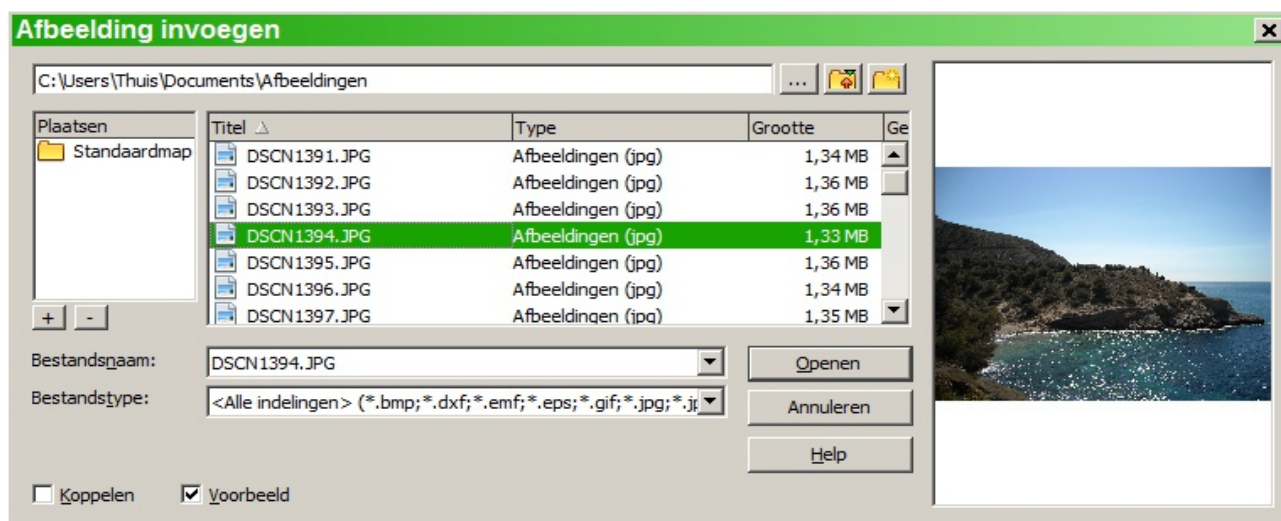 Afbeelding invoegen
C:\Users\Thuis\Documents\Afbeeldingen
...
Plaatsen
Standaardmap
Titel Type Grootte Ge
DSCN1391.JPG Afbeeldingen (jpg) 1,34 MB
DSCN1392.JPG Afbeeldingen (jpg) 1,36 MB
DSCN1393.JPG Afbeeldingen (jpg) 1,36 MB
DSCN1394.JPG Afbeeldingen (jpg) 1,33 MB
DSCN1395.JPG Afbeeldingen (jpg) 1,36 MB
DSCN1396.JPG Afbeeldingen (jpg) 1,34 MB
DSCN1397.JPG Afbeeldingen (jpg) 1,35 MB
+ -
Bestandsnaam: DSCN1394.JPG Openen
Bestandstype: <Alle indelingen> (*.bmp;*.dxf;*.emf;*.eps;*.gif;*.jpg;*.jp Annuleren
Help
Koppelen Voorbeeld